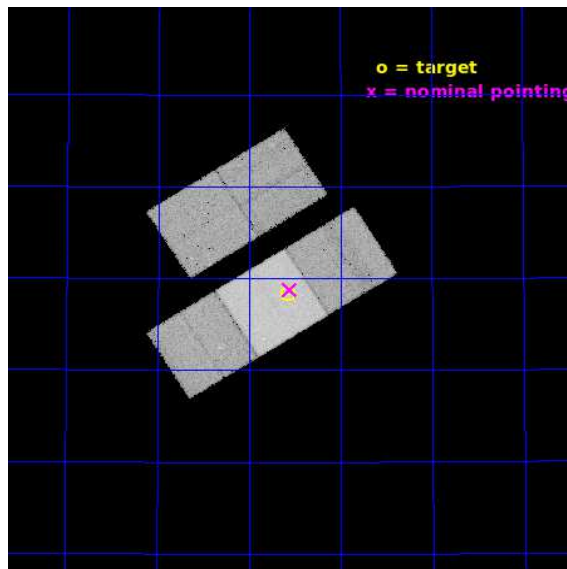 o = target
x = nominal pointing